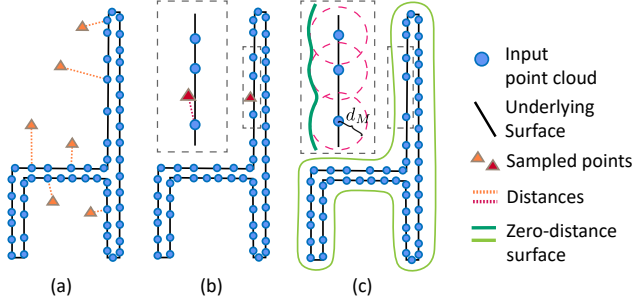 d_M
Input
point cloud
Underlying
Surface
Sampled points
Distances
Zero-distance
surface
(a)
(b)
(c)